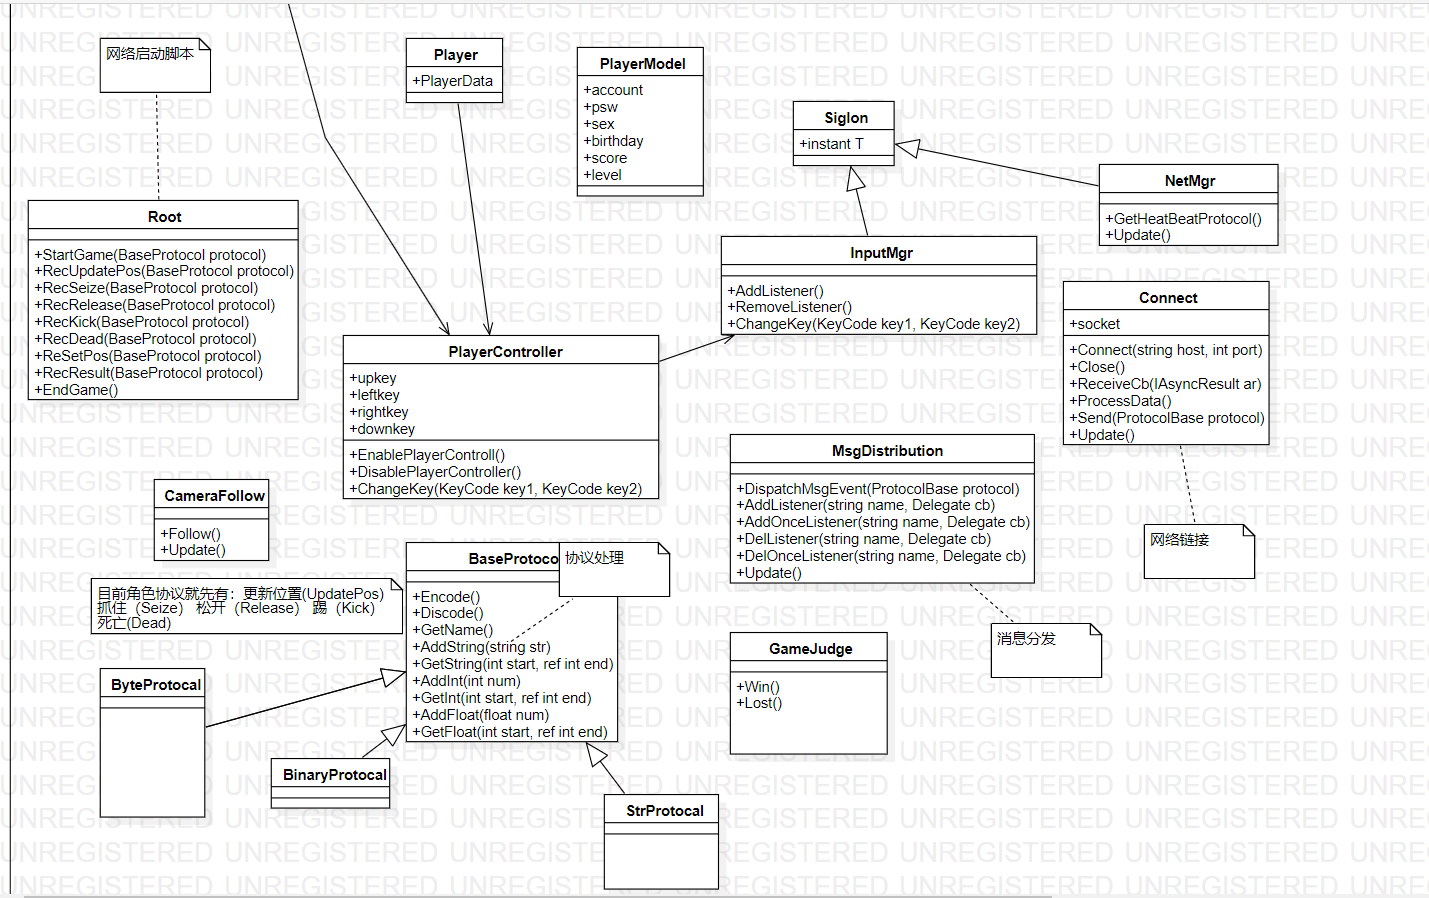 网络启动脚本
Player
+PlayerData
PlayerModel
+account
+psw
+sex
+birthday
+score
+level
Siglon
+instant T
NetMgr
+GetHeatBeatProtocol()
+Update()
Root
+StartGame(BaseProtocol protocol)
+RecUpdatePos(BaseProtocol protocol)
+RecSeize(BaseProtocol protocol)
+RecRelease(BaseProtocol protocol)
+RecKick(BaseProtocol protocol)
+RecDead(BaseProtocol protocol)
+ReSetPos(BaseProtocol protocol)
+RecResult(BaseProtocol protocol)
+EndGame()
InputMgr
+AddListener()
+RemoveListener()
+ChangeKey(KeyCode key1, KeyCode key2)
Connect
+socket
+Connect(string host, int port)
+Close()
+ReceiveCb(IAsyncResult ar)
+ProcessData()
+Send(ProtocolBase protocol)
+Update()
PlayerController
+upkey
+leftkey
+rightkey
+downkey
+EnablePlayerControll()
+DisablePlayerController()
+ChangeKey(KeyCode key1, KeyCode key2)
MsgDistribution
+DispatchMsgEvent(ProtocolBase protocol)
+AddListener(string name, Delegate cb)
+AddOnceListener(string name, Delegate cb)
+DelListener(string name, Delegate cb)
+DelOnceListener(string name, Delegate cb)
+Update()
CameraFollow
+Follow()
+Update()
网络链接
目前角色协议就先有：更新位置(UpdatePos)
抓住（Seize） 松开（Release） 踢（Kick）
死亡(Dead)
BaseProtoco
协议处理
+Encode()
+Discode()
+GetName()
+AddString(string str)
+GetString(int start, ref int end)
+AddInt(int num)
+GetInt(int start, ref int end)
+AddFloat(float num)
+GetFloat(int start, ref int end)
消息分发
GameJudge
+Win()
+Lost()
ByteProtocal
BinaryProtocal
StrProtocal
UNREGISTERED